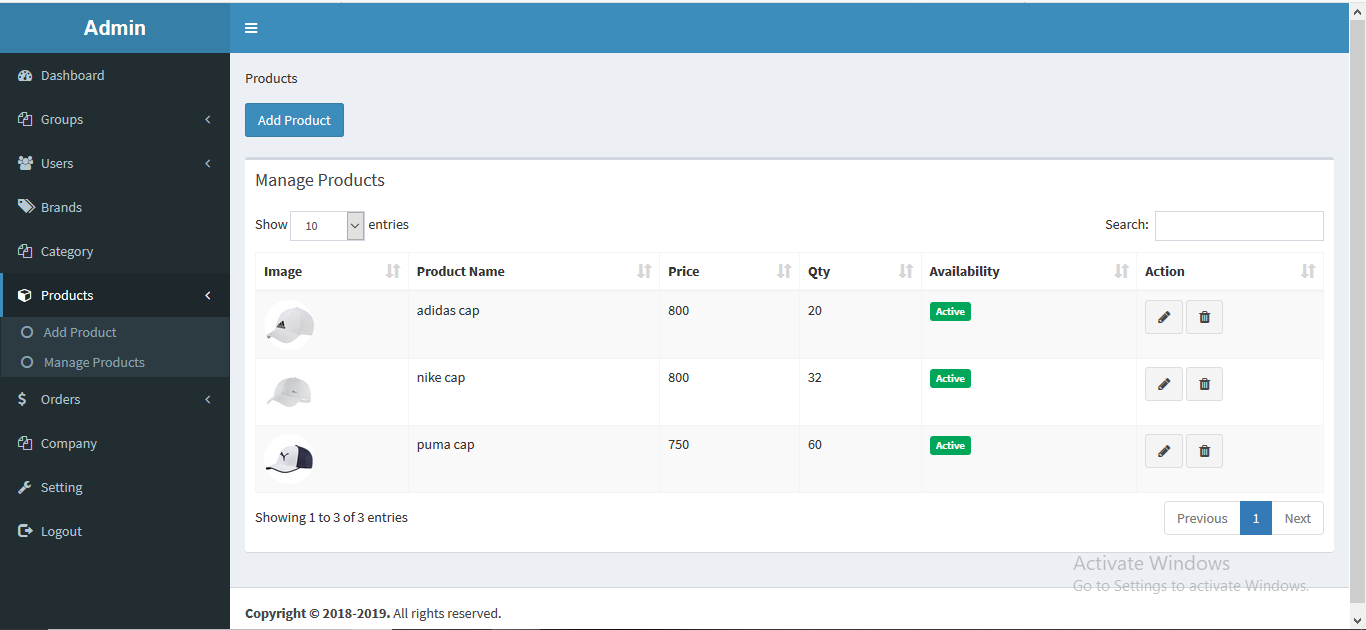 Admin
Dashboard
Groups
Users
Brands
Category
Products
Add Product
Manage Products
Orders
Company
Setting
Logout
Products
Add Product
Manage Products
Show 10 entries Search:
Image Product Name Price Qty Availability Action
adidas cap 800 20 Active
nike cap 800 32 Active
puma cap 750 60 Active
Showing 1 to 3 of 3 entries Previous 1 Next
Activate Windows
Go to Settings to activate Windows.
Copyright © 2018-2019. All rights reserved.